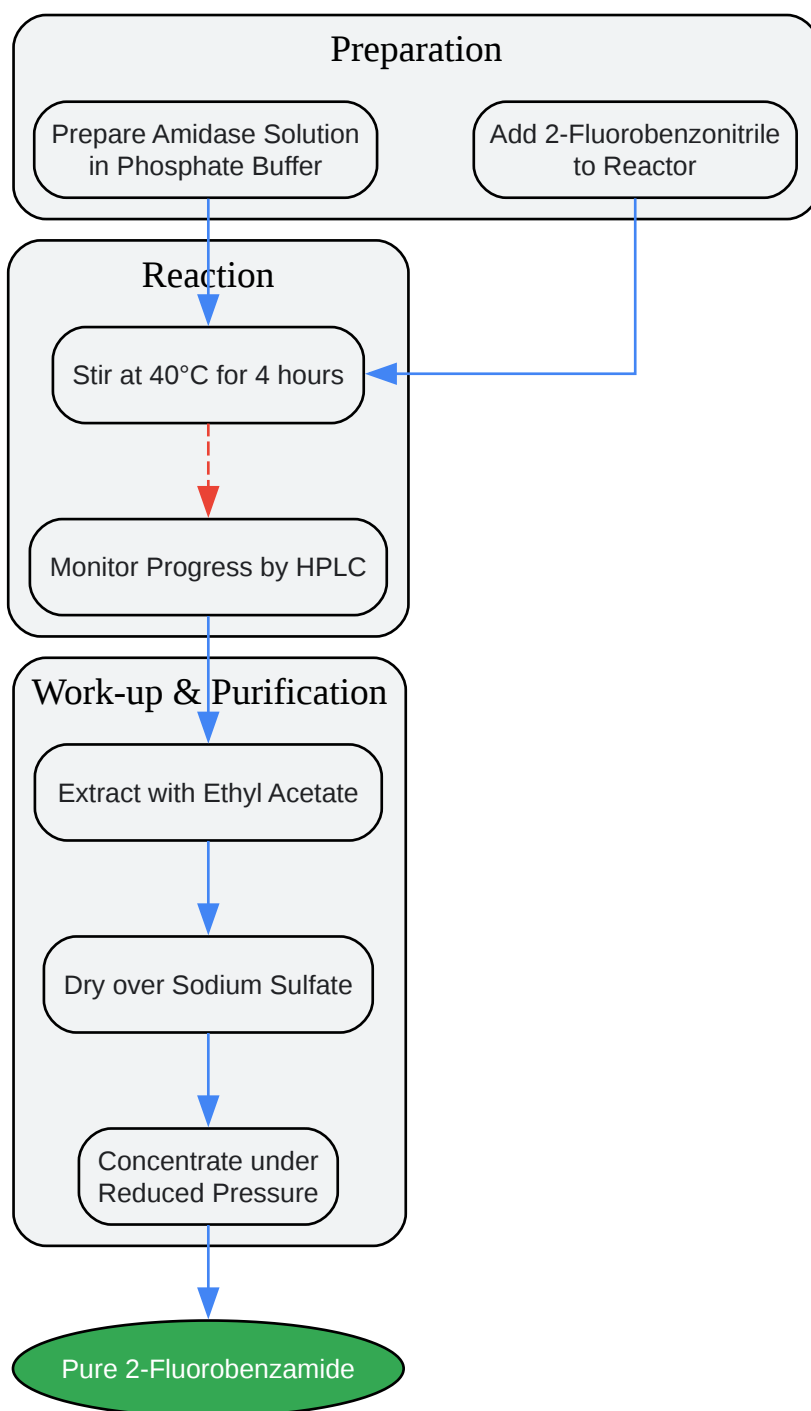 Preparation
Prepare Amidase Solution
in Phosphate Buffer
Add 2-Fluorobenzonitrile
to Reactor
Reaction
Stir at 40°C for 4 hours
Monitor Progress by HPLC
Work-up & Purification
Extract with Ethyl Acetate
Dry over Sodium Sulfate
Concentrate under
Reduced Pressure
Pure 2-Fluorobenzamide